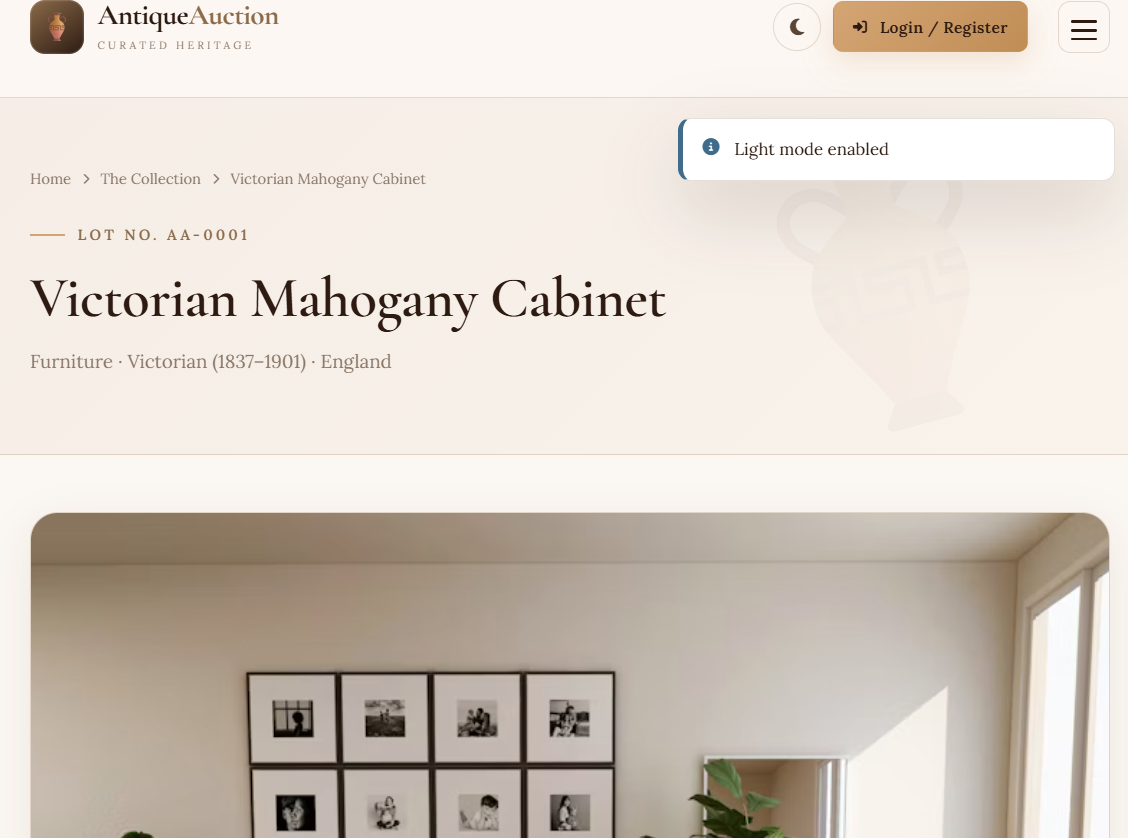 AntiqueAuction
CURATED HERITAGE
Login / Register
Light mode enabled
Home > The Collection > Victorian Mahogany Cabinet
LOT NO. AA-0001
Victorian Mahogany Cabinet
Furniture · Victorian (1837–1901) · England